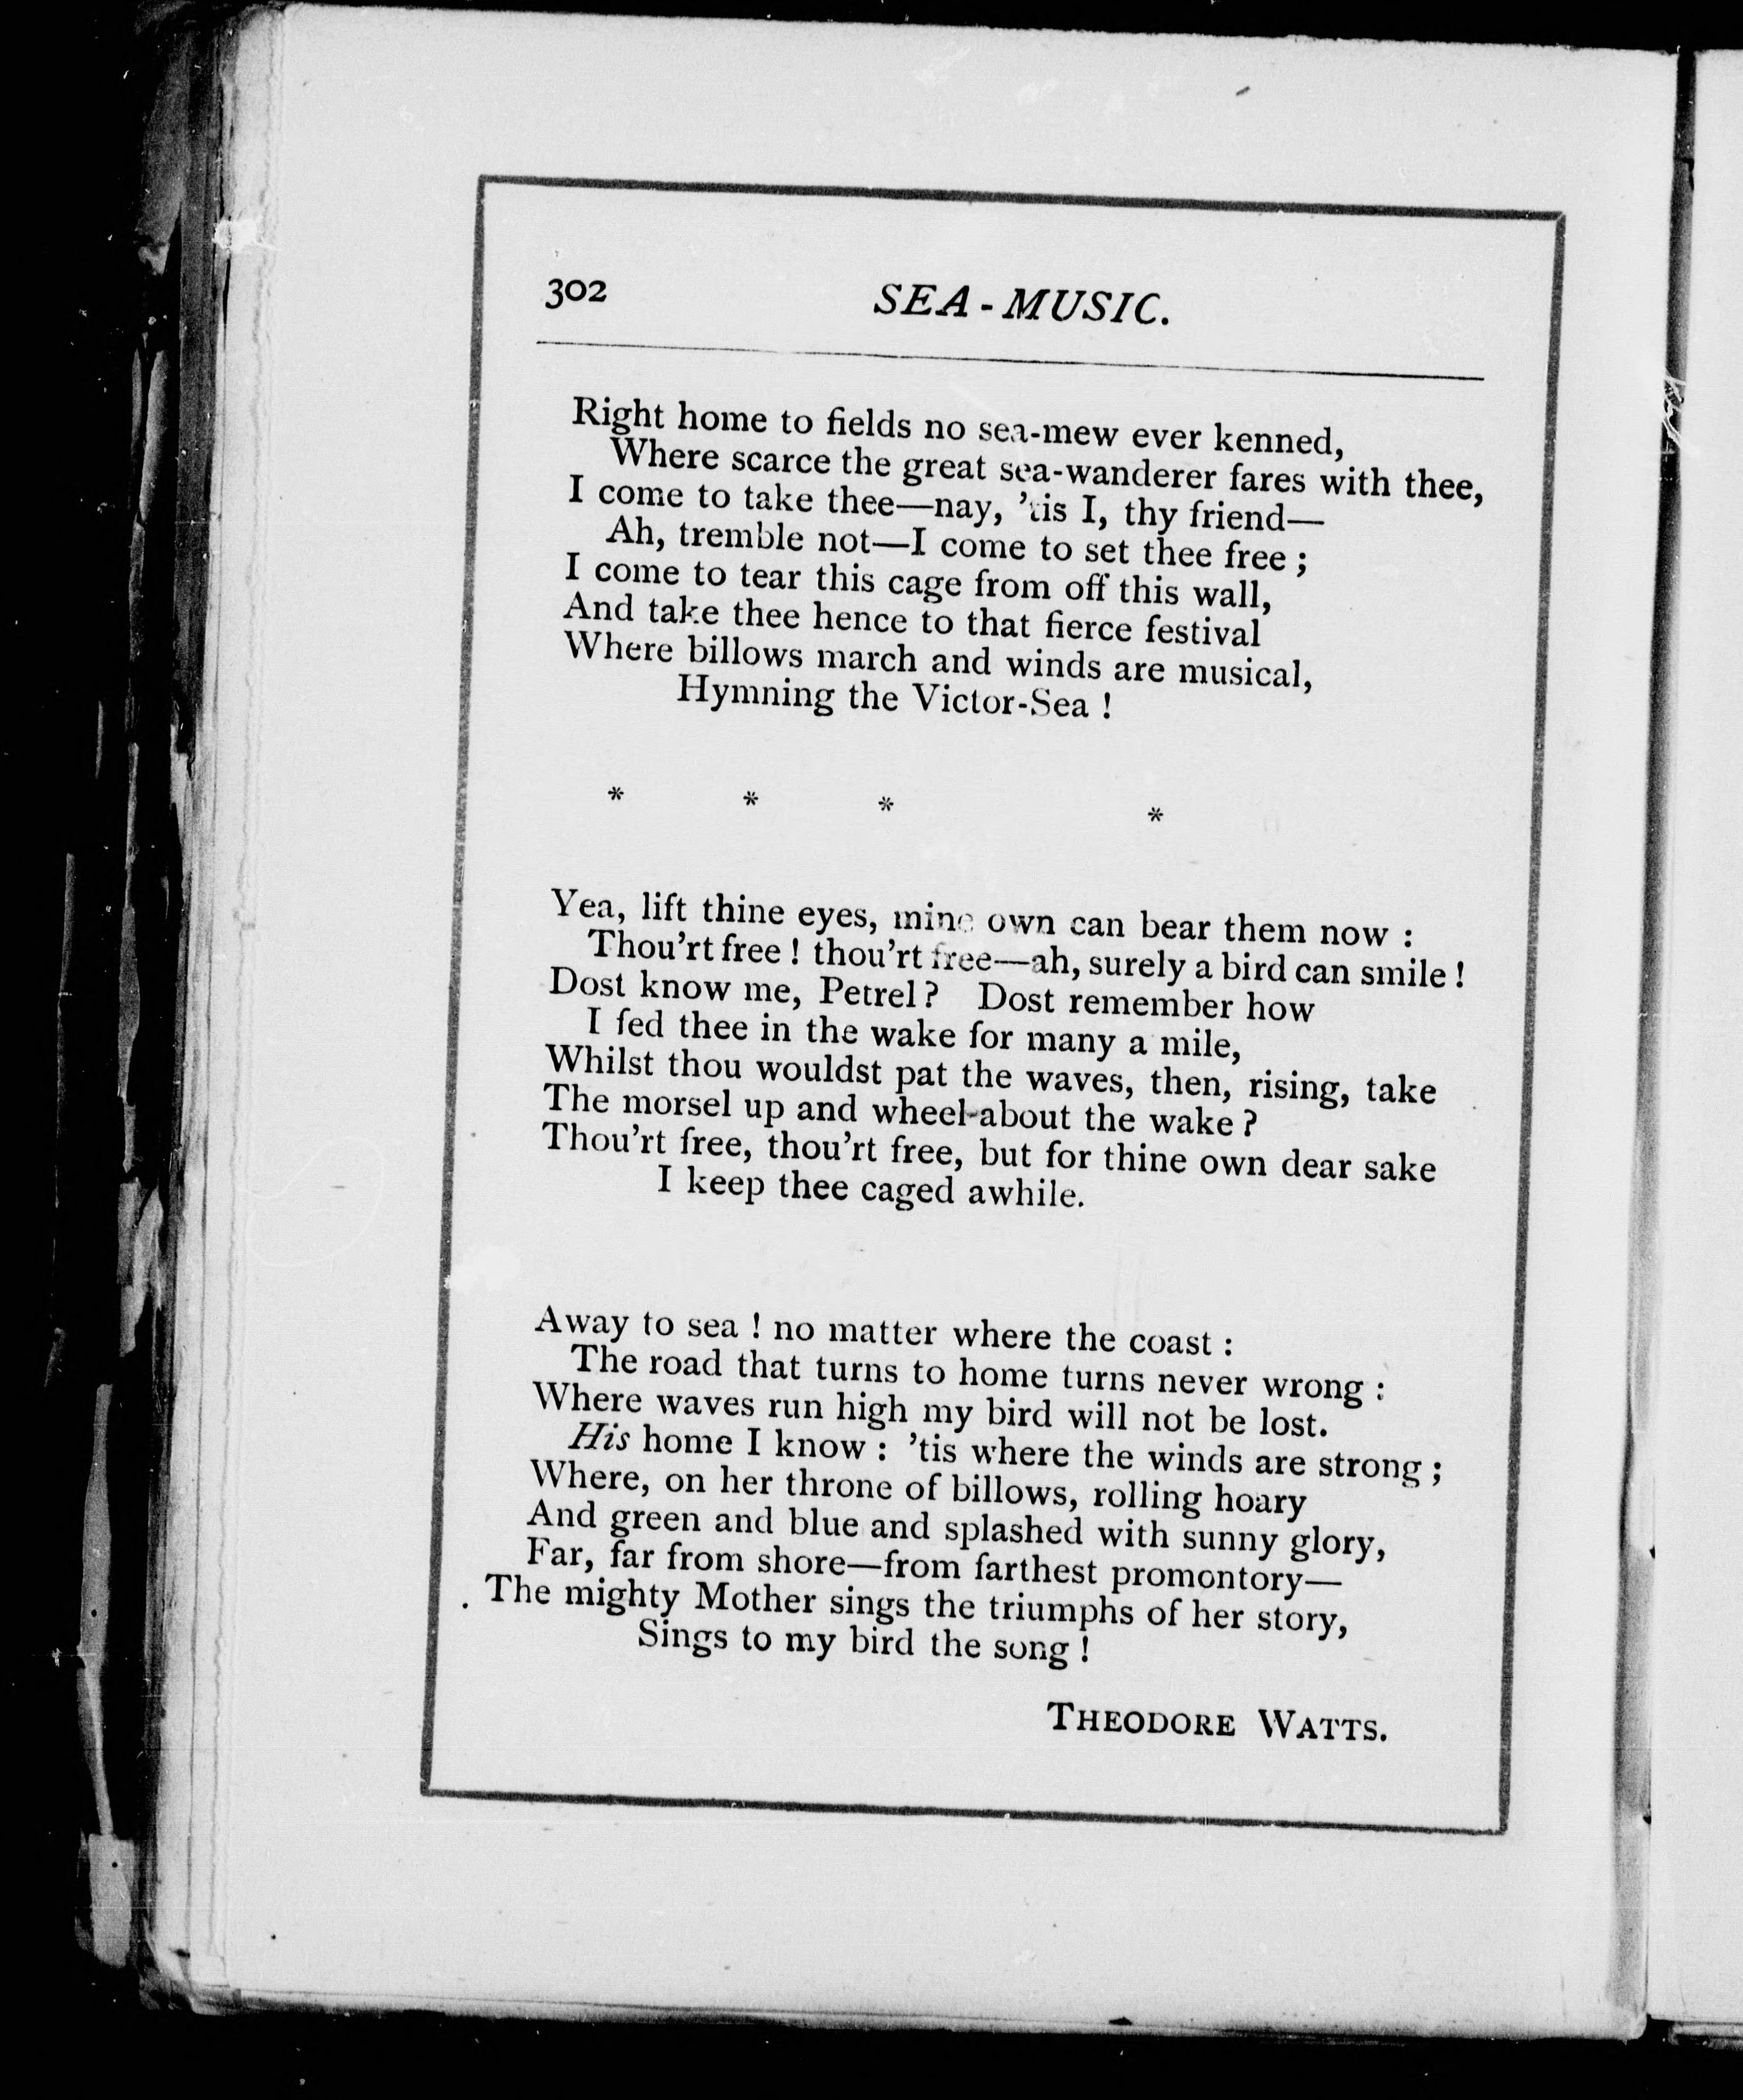 302 SEA-MUSIC.
Right home to fields no sea-mew ever kenned,
Where scarce the great sea-wanderer fares with thee,
I come to take thee—nay, 'tis I, thy friend—
Ah, tremble not—I come to set thee free ;
I come to tear this cage from off this wall,
And take thee hence to that fierce festival
Where billows march and winds are musical,
Hymning the Victor-Sea !
* * * *
Yea, lift thine eyes, mine own can bear them now :
Thou'rt free ! thou'rt free—ah, surely a bird can smile !
Dost know me, Petrel ? Dost remember how
I fed thee in the wake for many a mile,
Whilst thou wouldst pat the waves, then, rising, take
The morsel up and wheel-about the wake ?
Thou'rt free, thou'rt free, but for thine own dear sake
I keep thee caged awhile.
Away to sea ! no matter where the coast :
The road that turns to home turns never wrong :
Where waves run high my bird will not be lost.
His home I know : 'tis where the winds are strong ;
Where, on her throne of billows, rolling hoary
And green and blue and splashed with sunny glory,
Far, far from shore—from farthest promontory—
The mighty Mother sings the triumphs of her story,
Sings to my bird the song !
THEODORE WATTS.